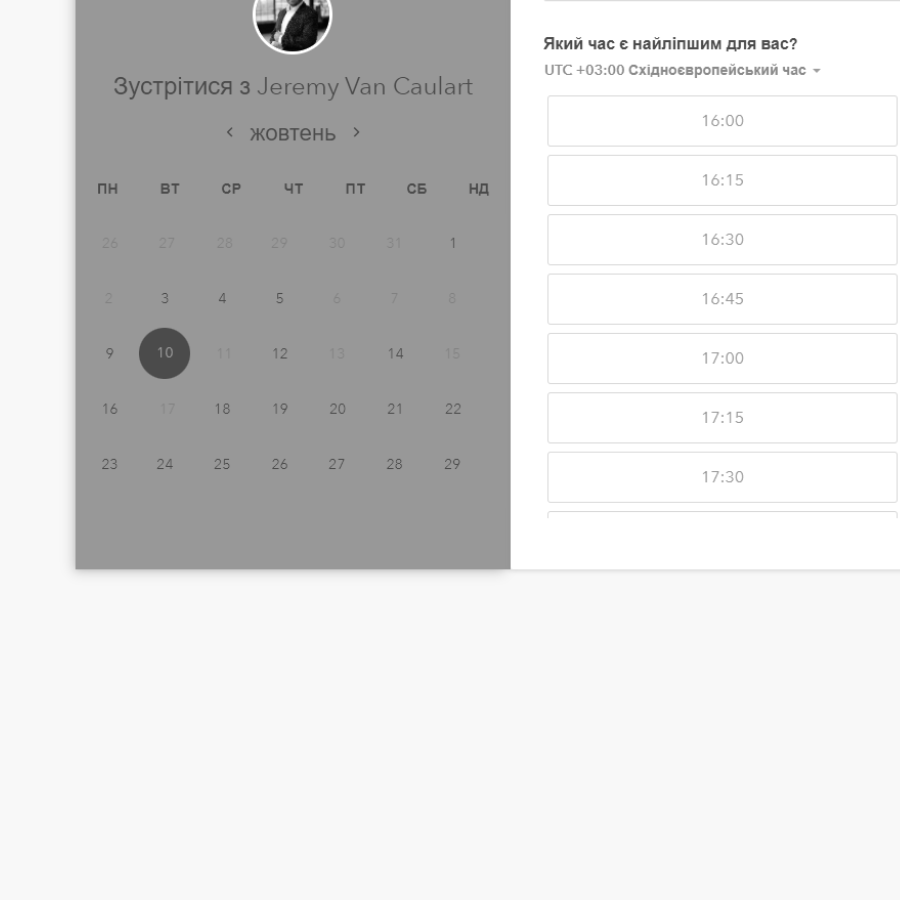 Зустрітися з Jeremy Van Caulart
жовтень
ПН ВТ СР ЧТ ПТ СБ НД
26 27 28 29 30 31 1
2 3 4 5 6 7 8
9 10 11 12 13 14 15
16 17 18 19 20 21 22
23 24 25 26 27 28 29
Який час є найліпшим для вас?
UTC +03:00 Східноєвропейський час
16:00
16:15
16:30
16:45
17:00
17:15
17:30